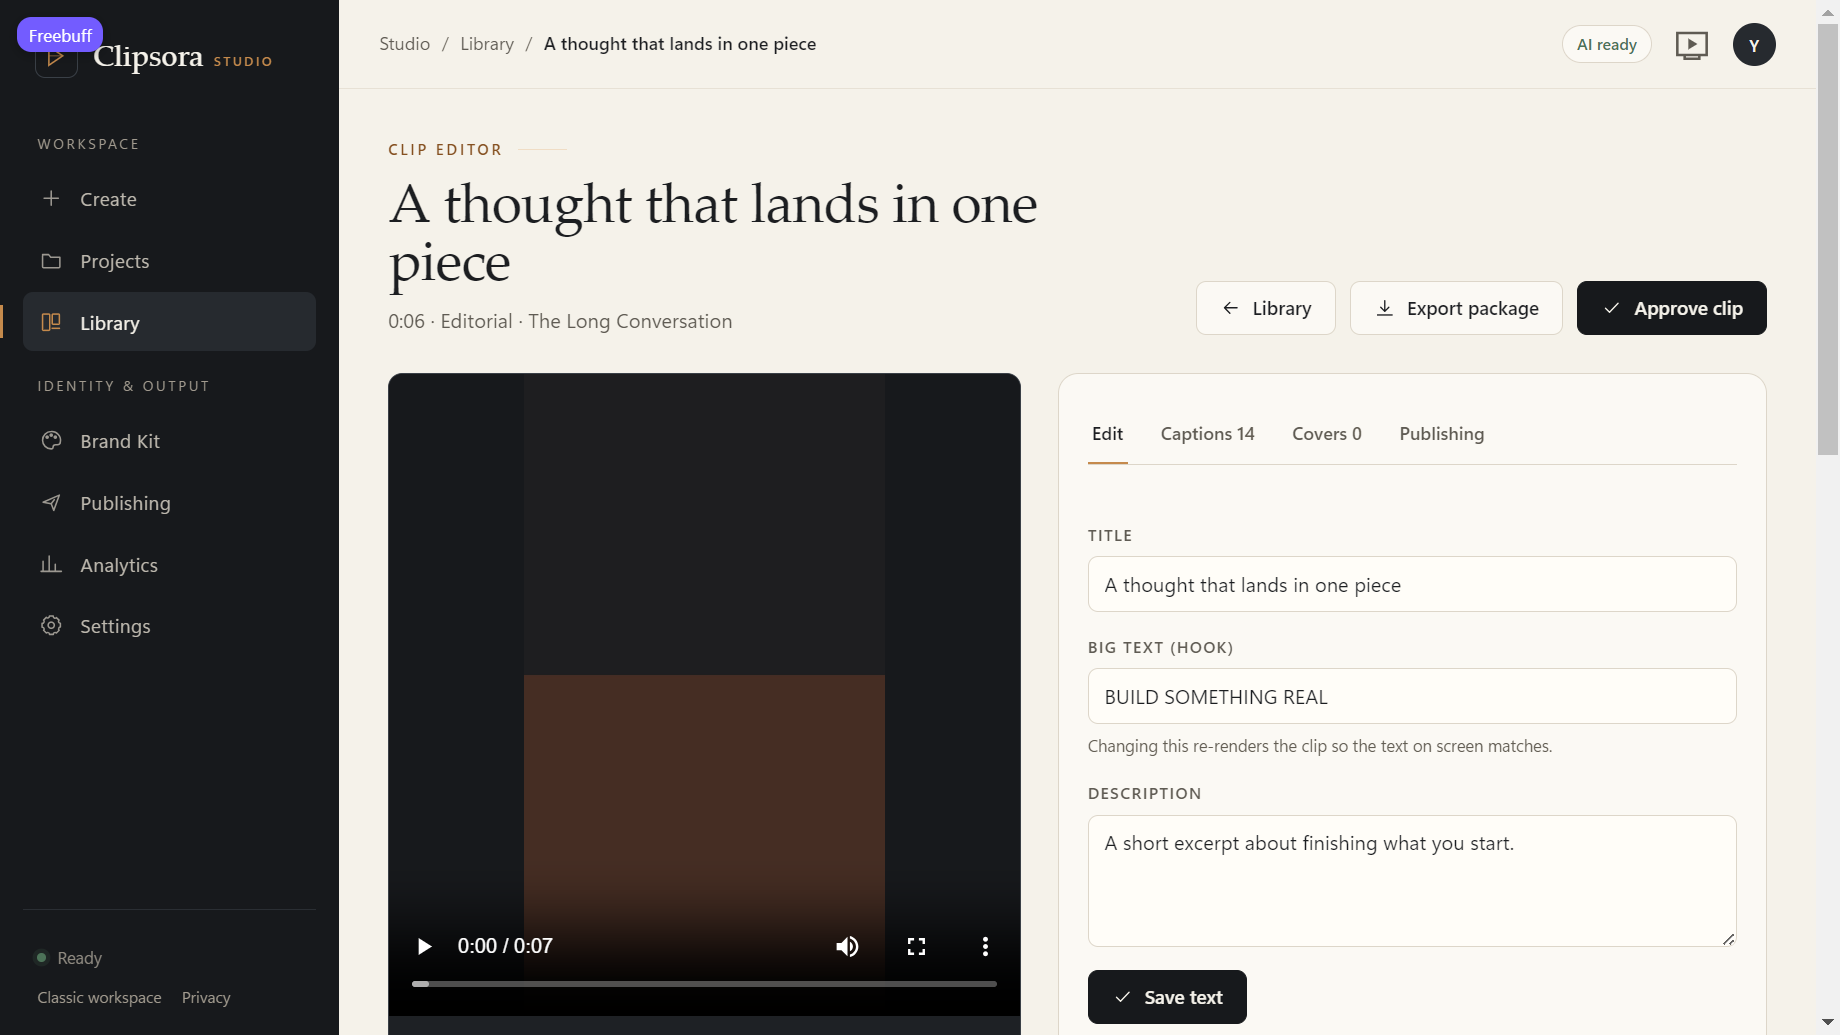 Freebuff
Clipsora STUDIO
WORKSPACE
Create
Projects
Library
IDENTITY & OUTPUT
Brand Kit
Publishing
Analytics
Settings
Ready
Classic workspace Privacy
Studio / Library / A thought that lands in one piece
AI ready
Y
CLIP EDITOR
A thought that lands in one
piece
0:06 · Editorial · The Long Conversation
Library
Export package
Approve clip
0:00 / 0:07
Edit Captions 14 Covers 0 Publishing
TITLE
A thought that lands in one piece
BIG TEXT (HOOK)
BUILD SOMETHING REAL
Changing this re-renders the clip so the text on screen matches.
DESCRIPTION
A short excerpt about finishing what you start.
Save text